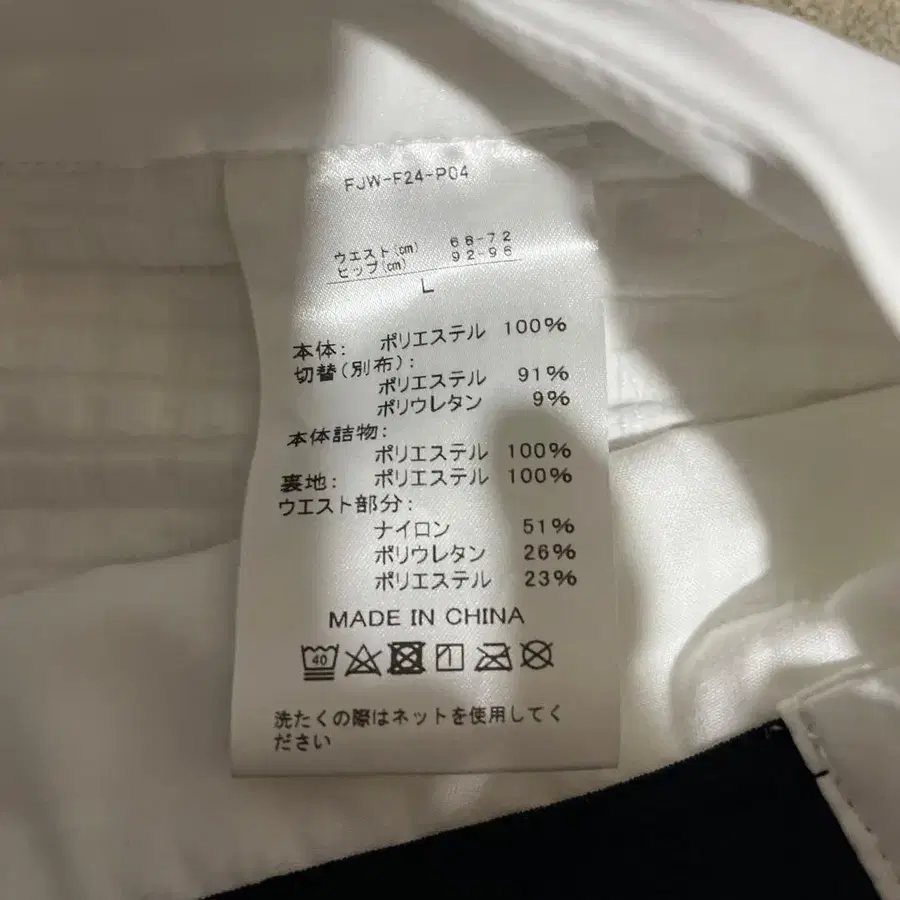 FJW-F24-P04
ウエスト(cm) 68-72
ヒップ(cm) 92-96
L
本体: ポリエステル 100%
切替(別布):
ポリエステル 91%
ポリウレタン 9%
本体詰物:
ポリエステル 100%
裏地: ポリエステル 100%
ウエスト部分:
ナイロン 51%
ポリウレタン 26%
ポリエステル 23%
MADE IN CHINA
40
洗たくの際はネットを使用してく
ださい